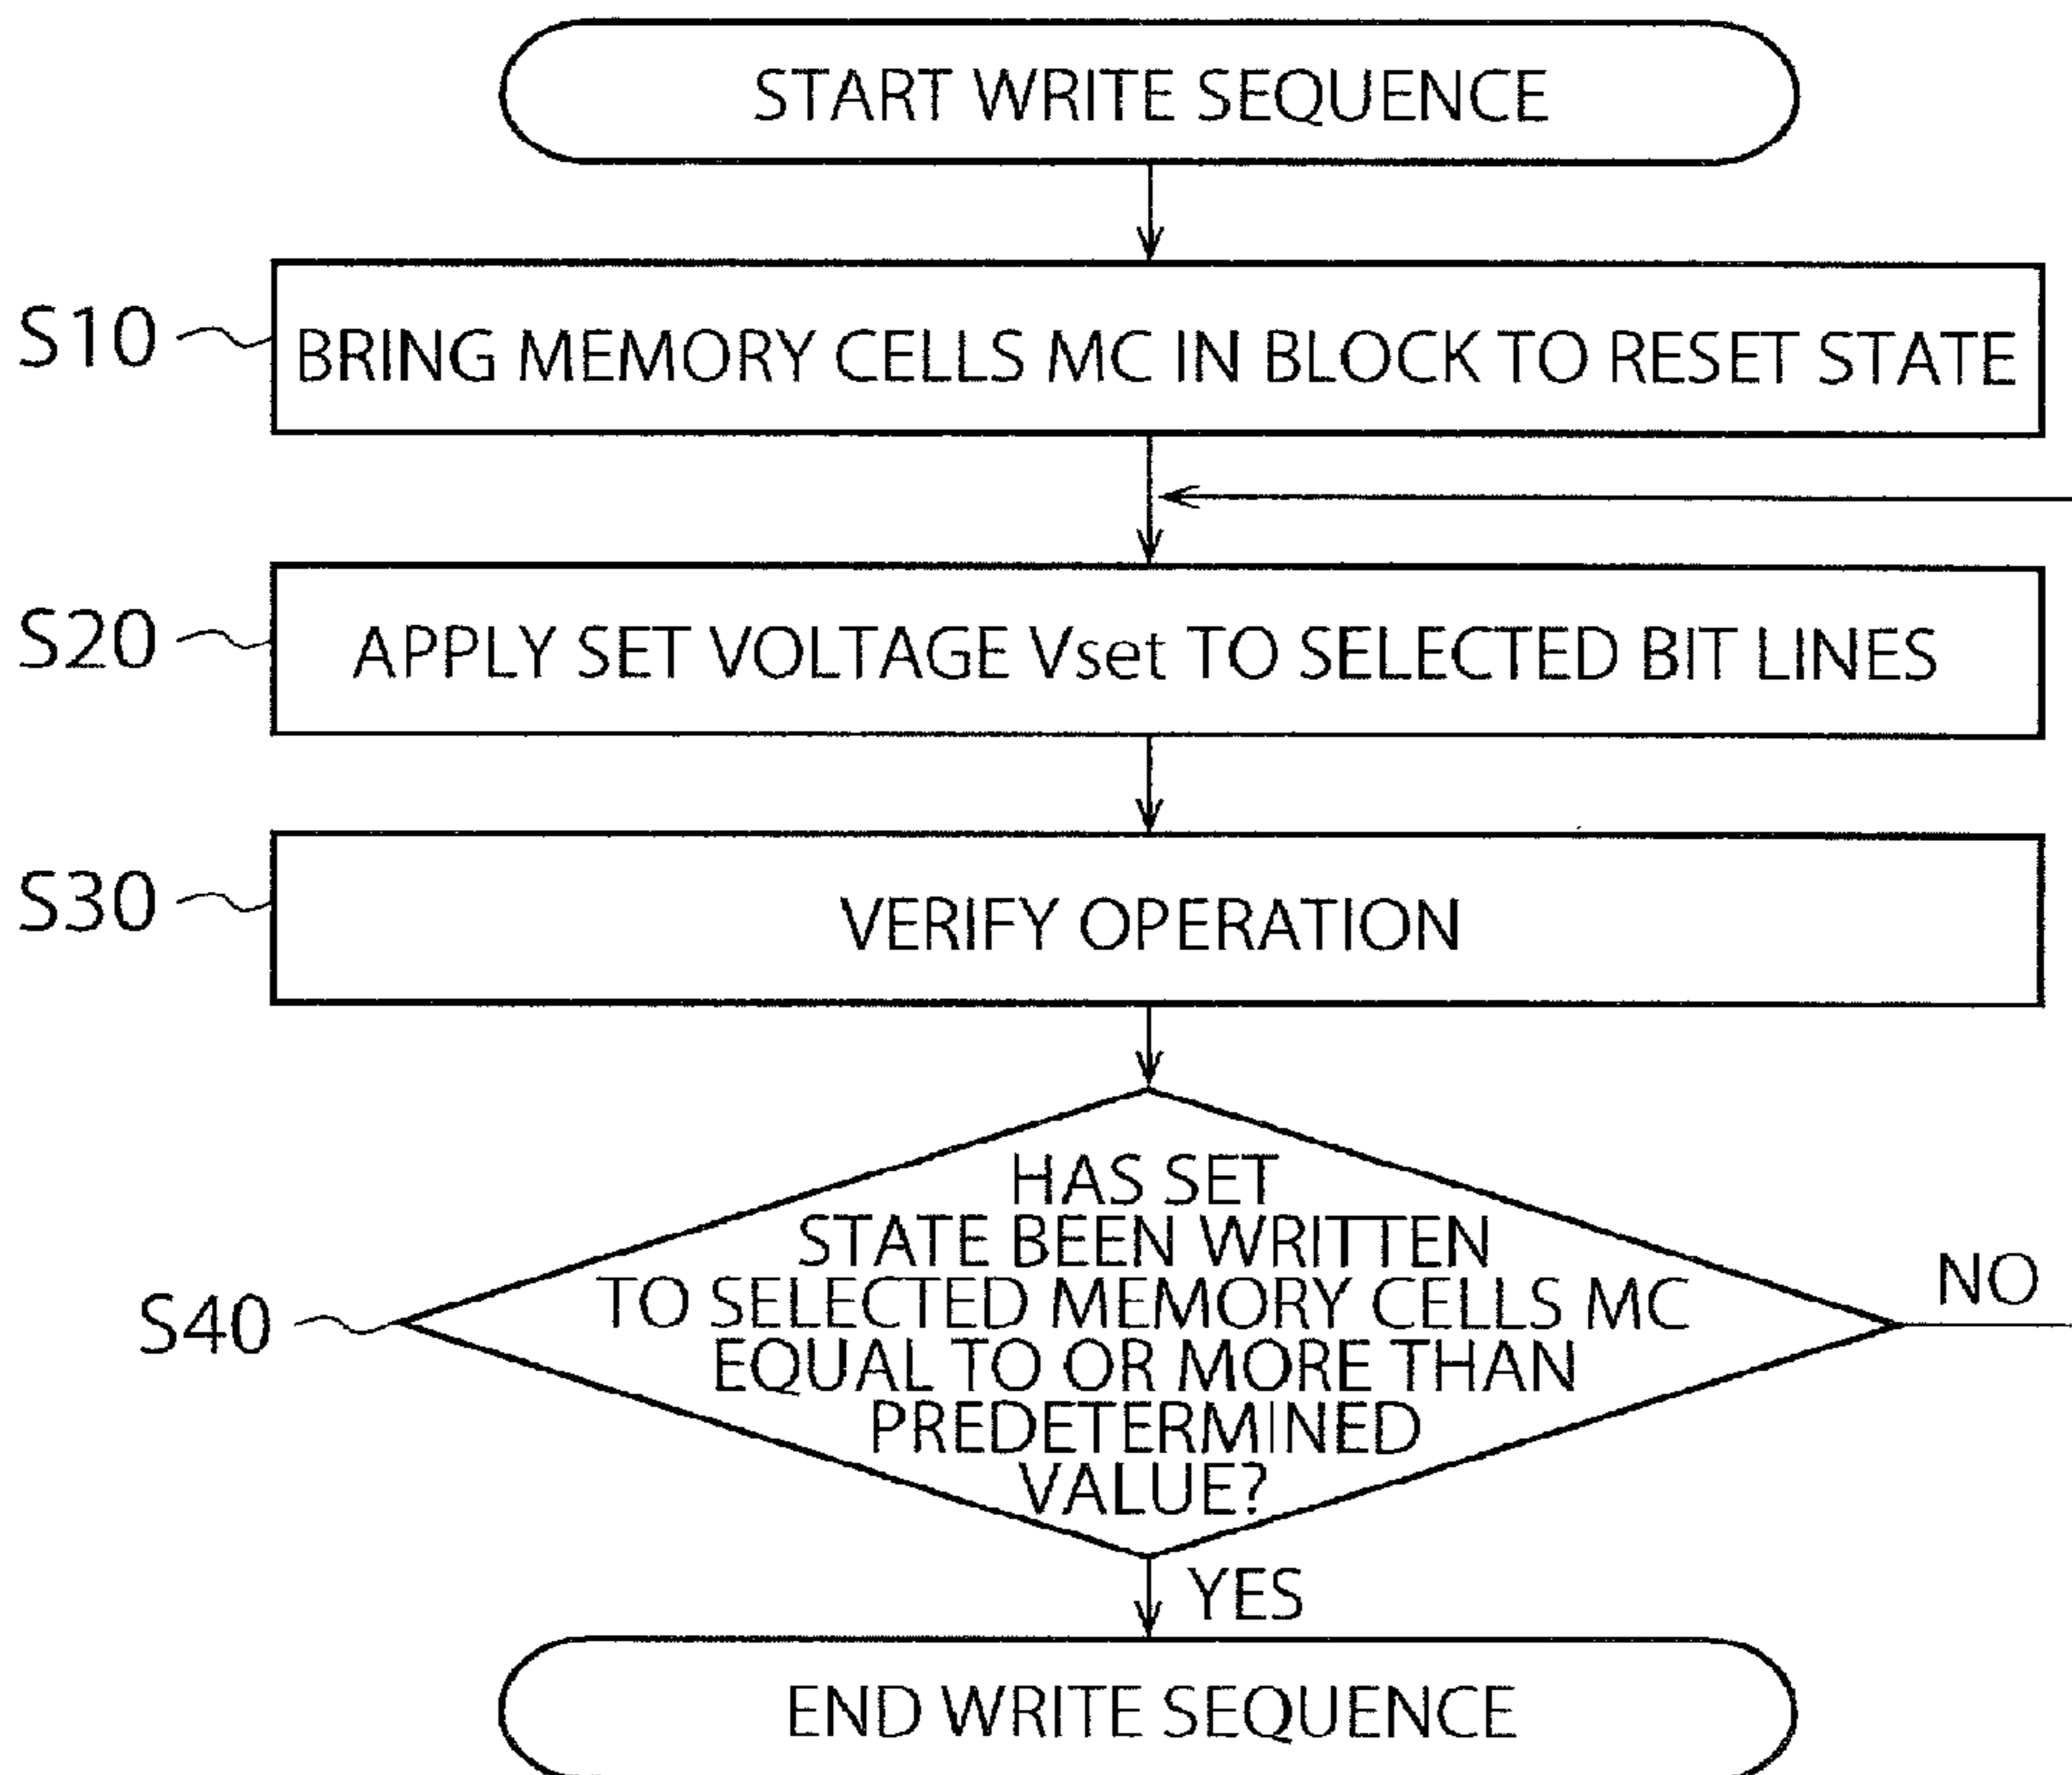 START WRITE SEQUENCE
S10
BRING MEMORY CELLS MC IN BLOCK TO RESET STATE
S20
APPLY SET VOLTAGE Vset TO SELECTED BIT LINES
S30
VERIFY OPERATION
S40
HAS SET
STATE BEEN WRITTEN
TO SELECTED MEMORY CELLS MC
EQUAL TO OR MORE THAN
PREDETERMINED
VALUE?
NO
YES
END WRITE SEQUENCE